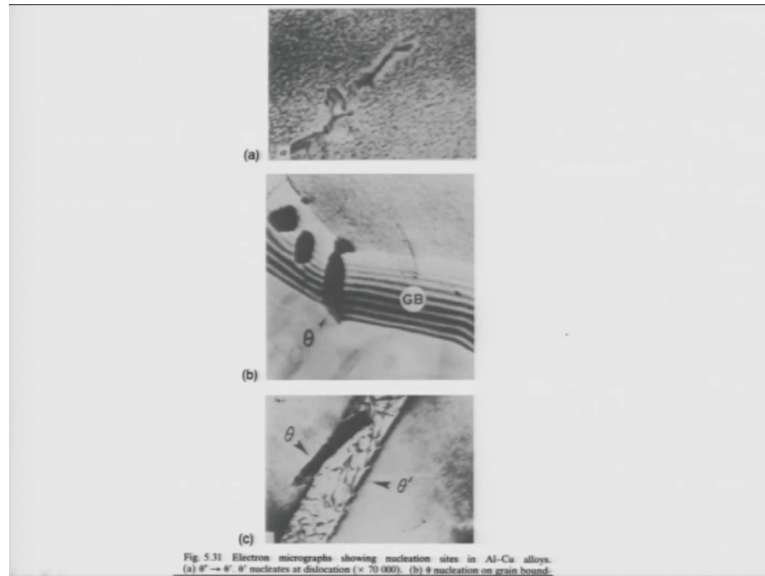 a
(a)
GB
θ
(b)
θ
θ′
(c)
Fig. 5.31 Electron micrographs showing nucleation sites in Al–Cu alloys.
(a) θ″ → θ′. θ′ nucleates at dislocation (× 70 000). (b) θ nucleation on grain bound-